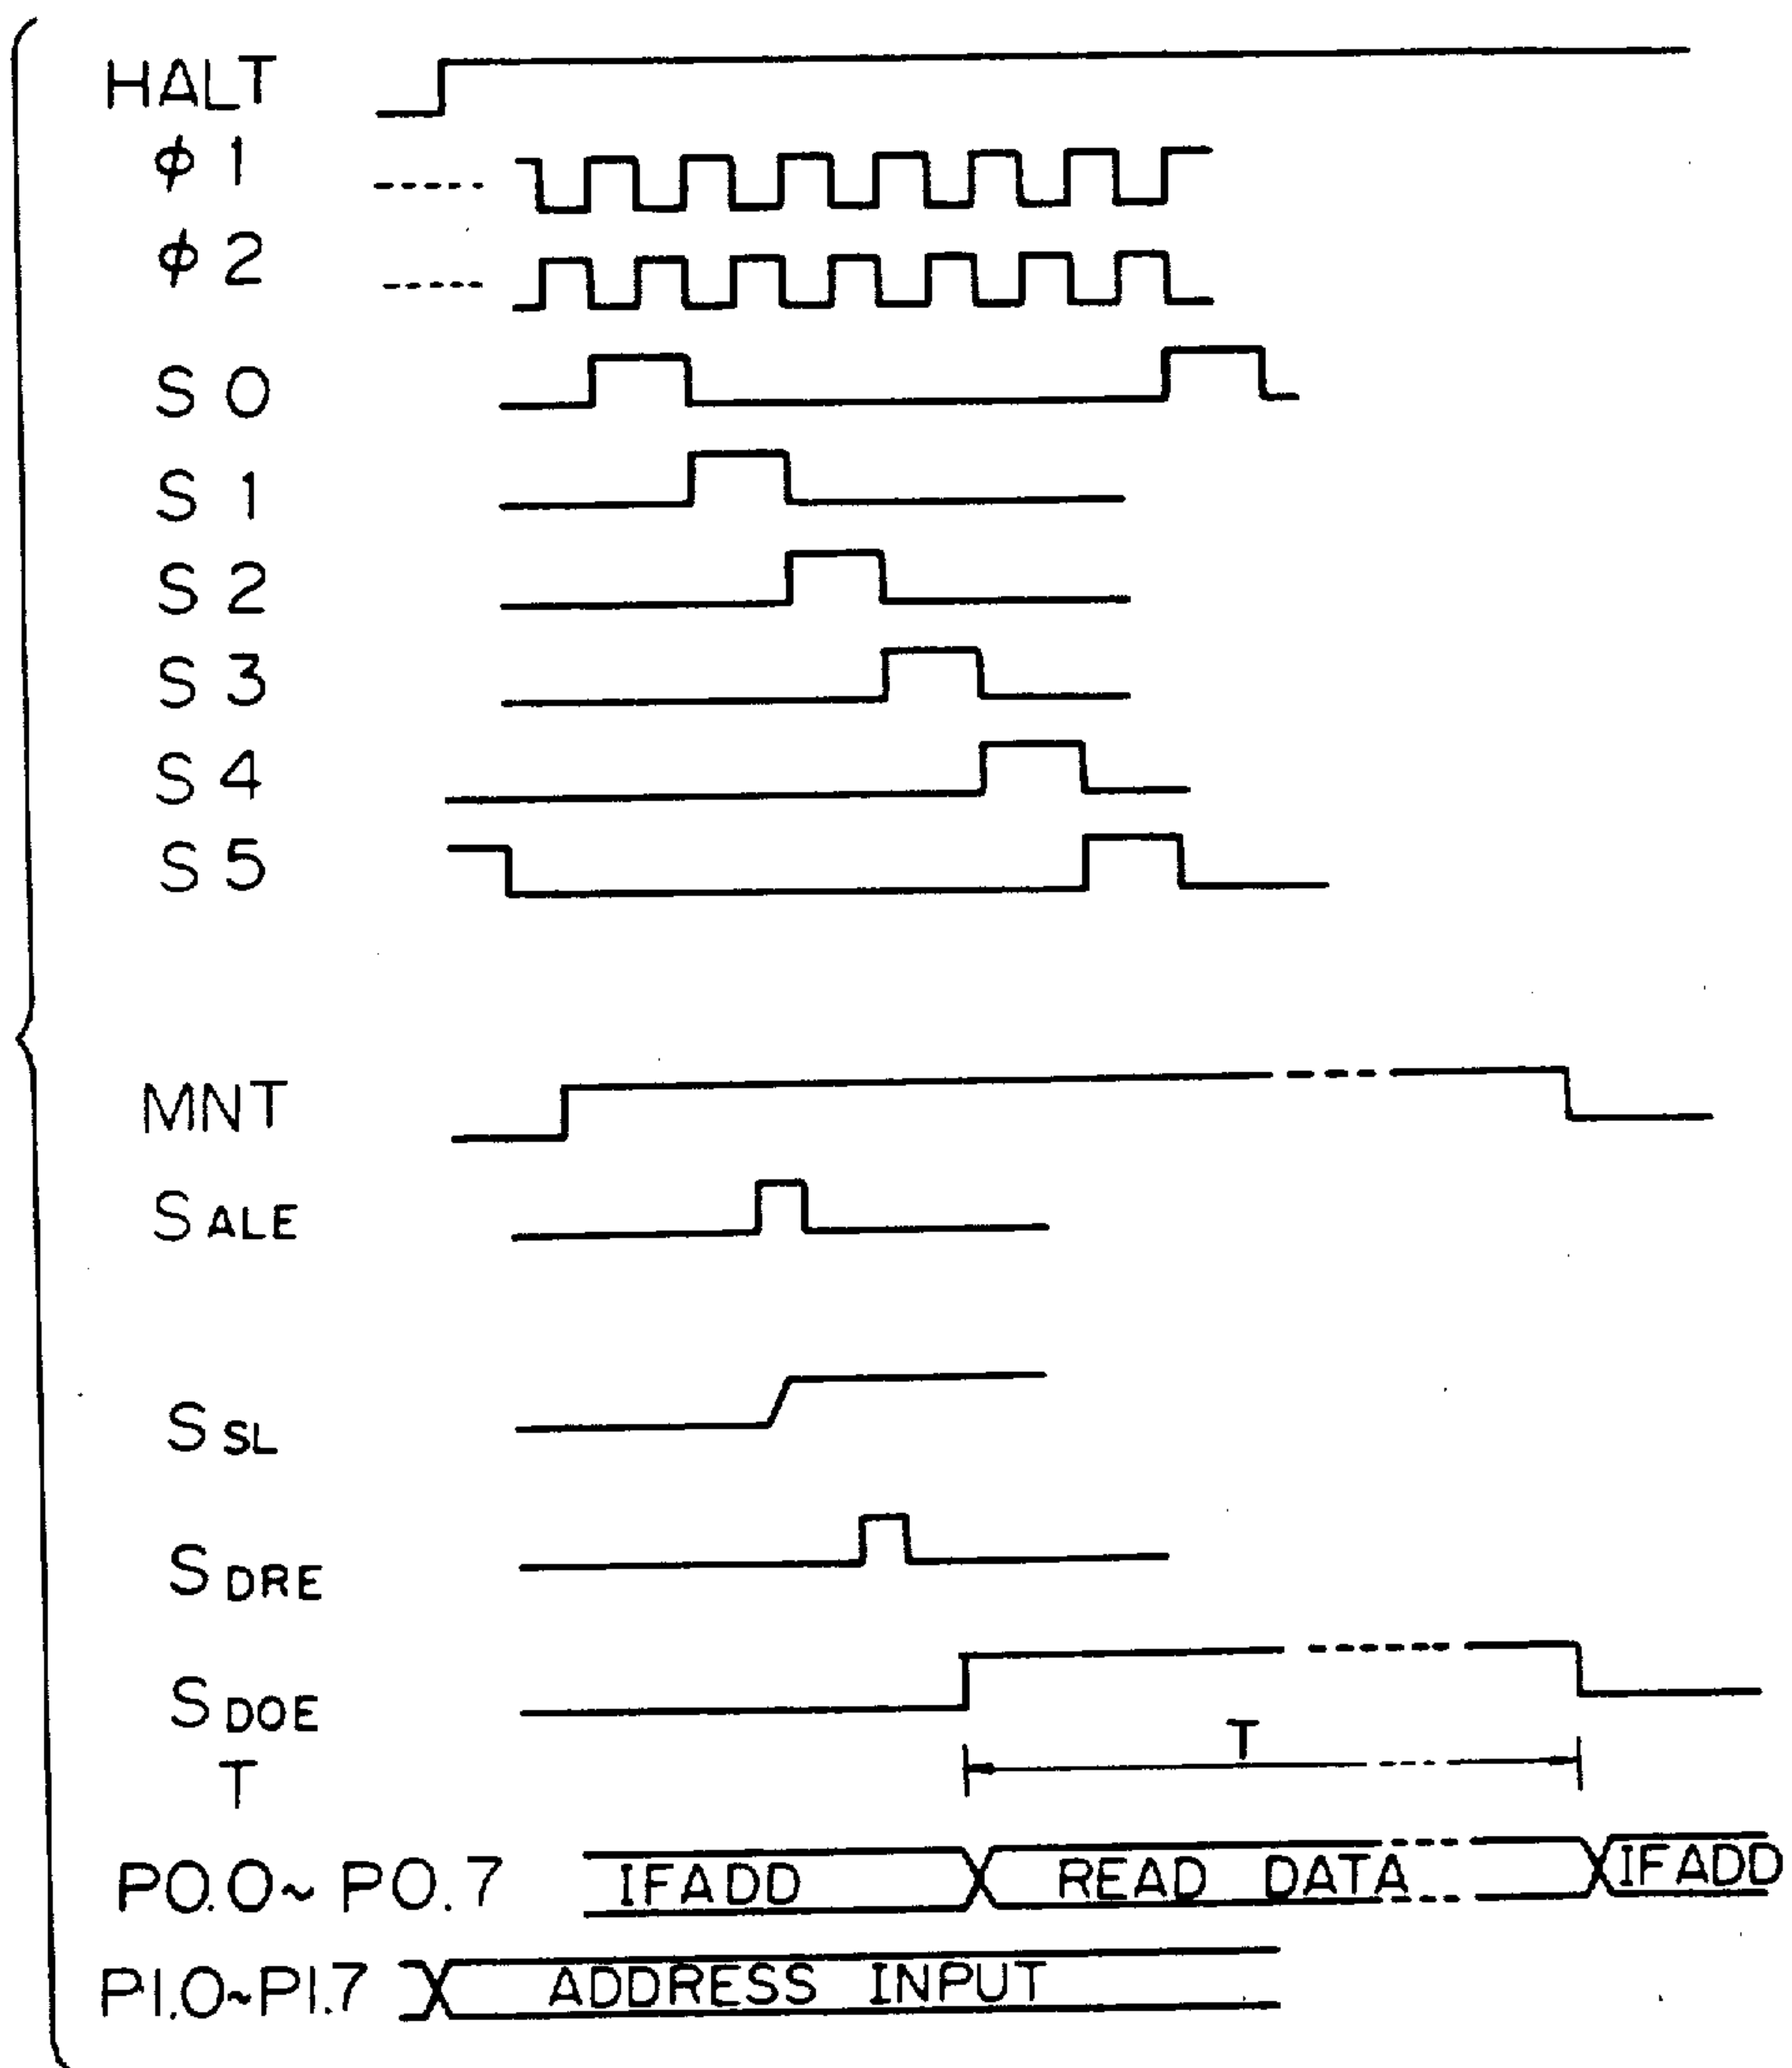 HALT
ϕ1
ϕ2
S0
S1
S2
S3
S4
S5
MNT
SALE
SSL
SDRE
SDOE
T
T
P0.0~P0.7 IFADD READ DATA IFADD
P1.0~P1.7 ADDRESS INPUT